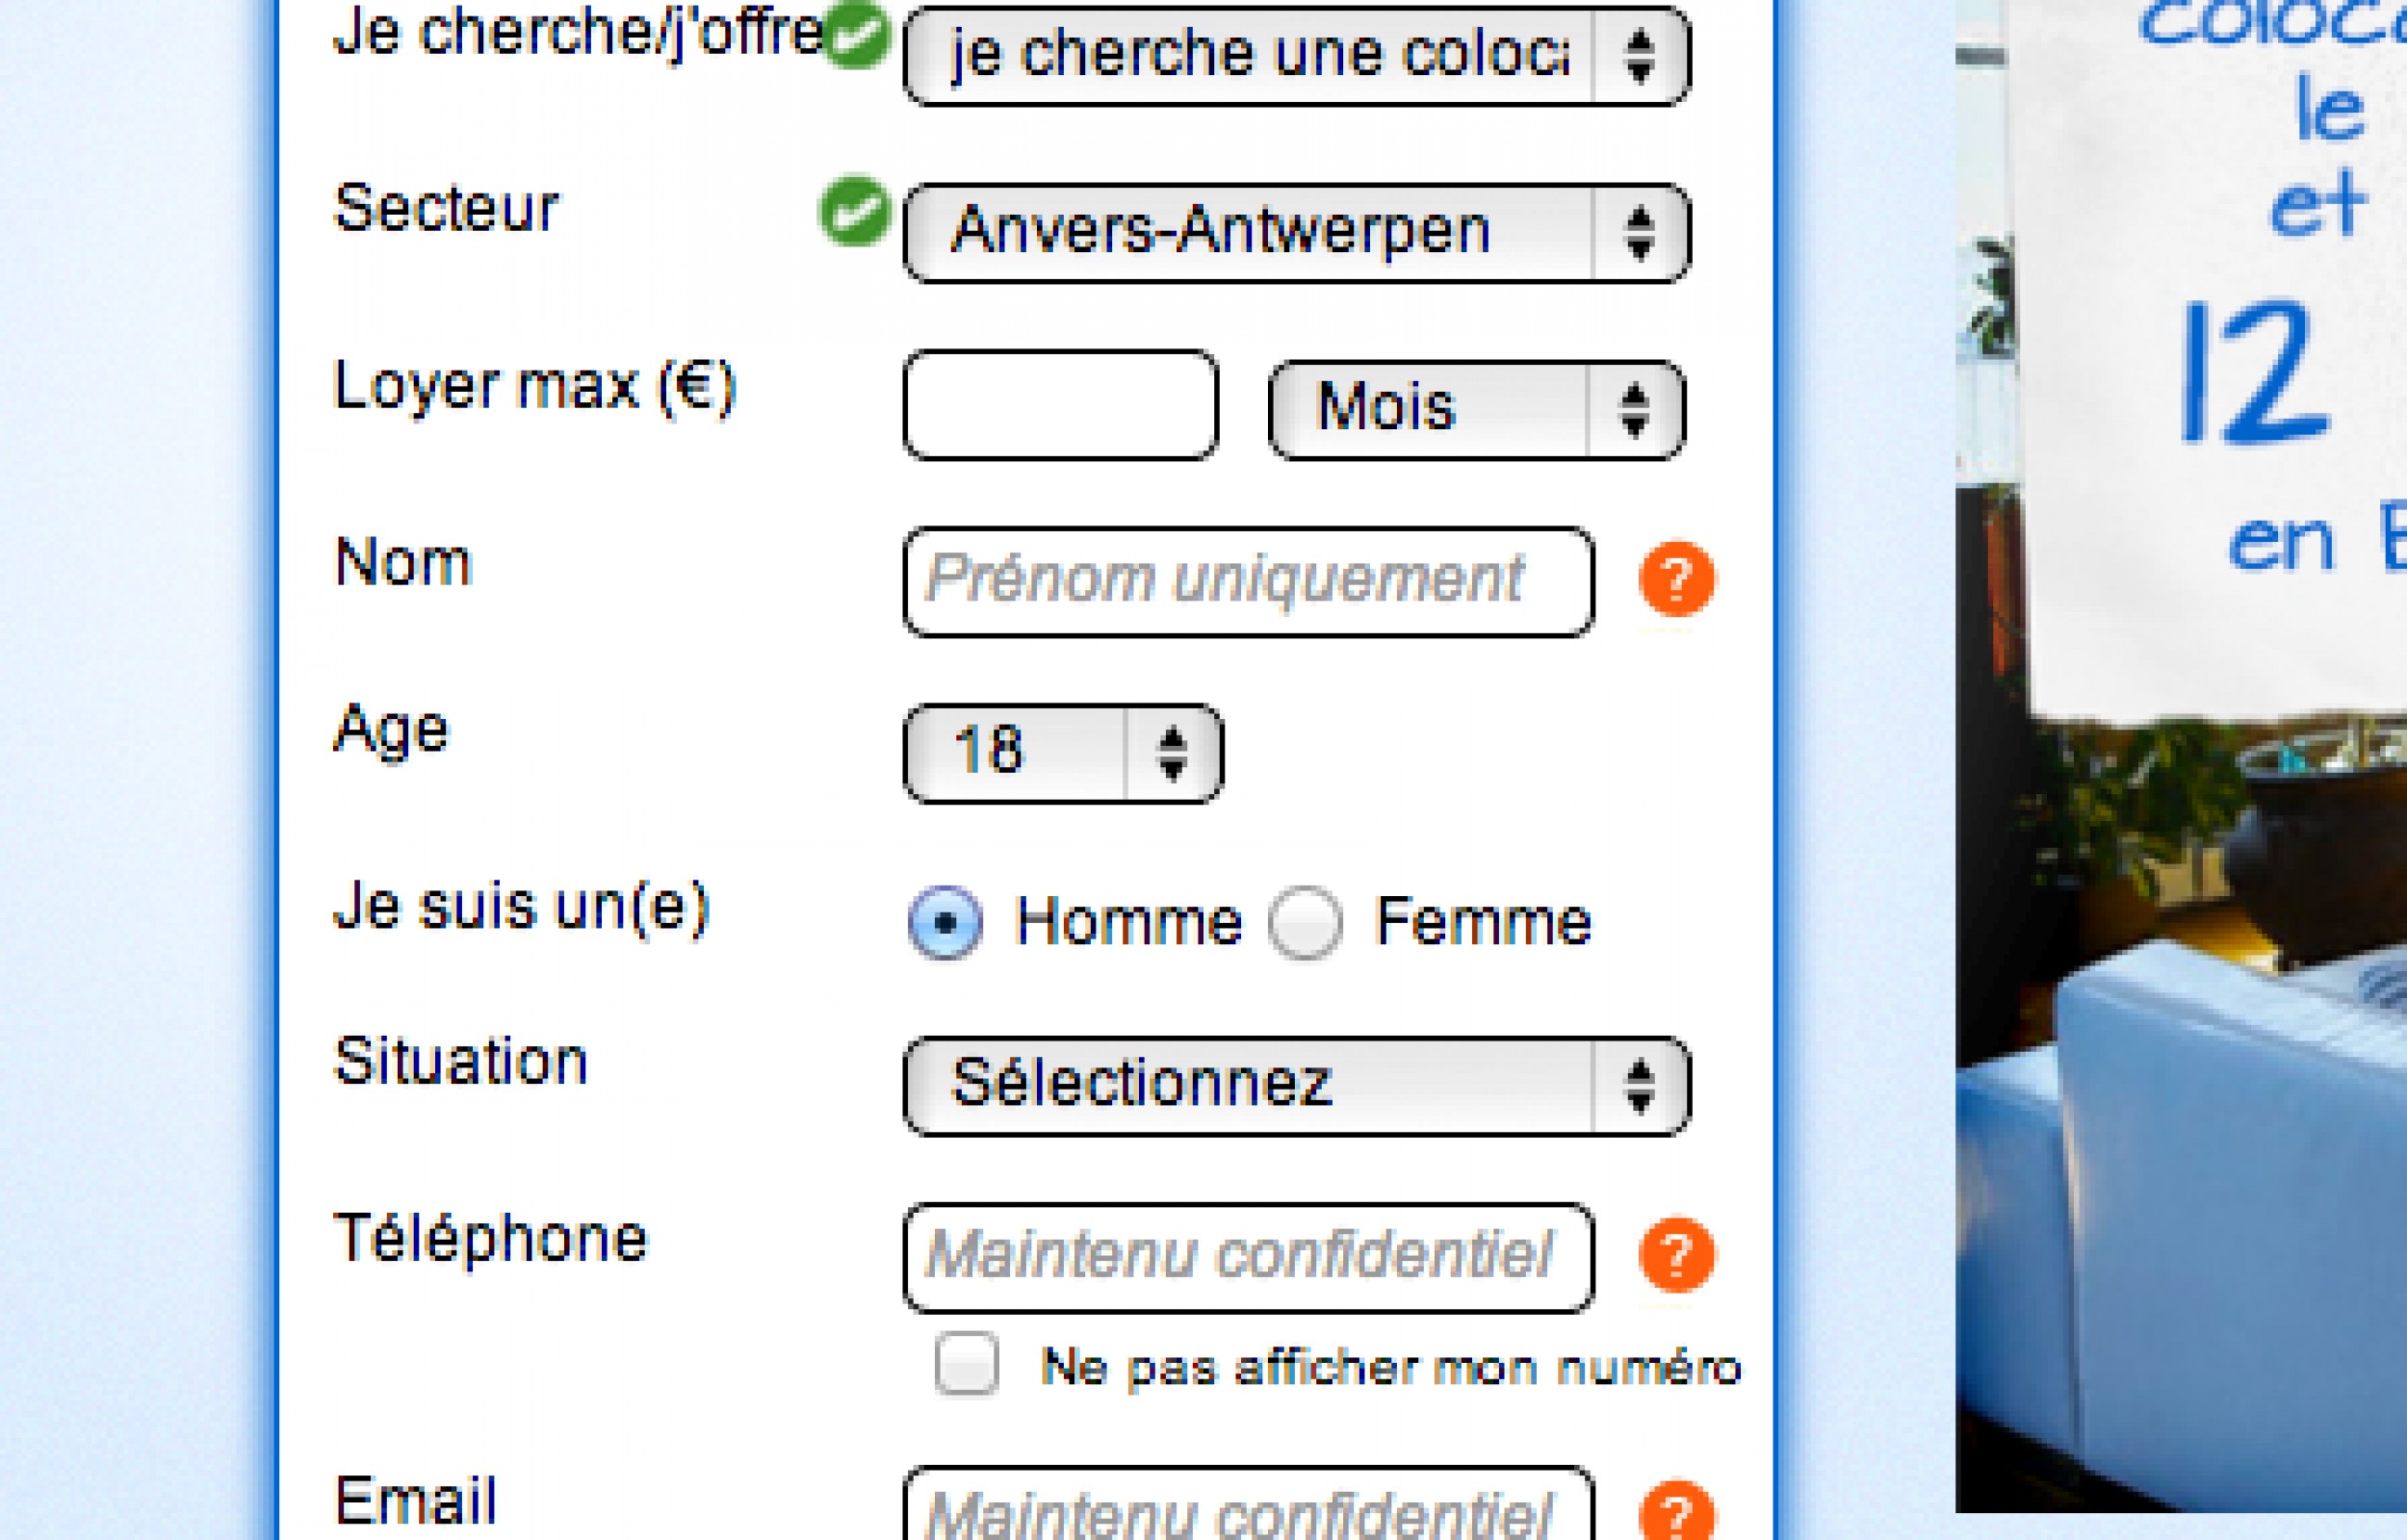 Je cherche/j'offre je cherche une coloc
Secteur Anvers-Antwerpen
Loyer max (€) Mois
Nom Prénom uniquement ?
Age 18
Je suis un(e) Homme Femme
Situation Sélectionnez
Téléphone Maintenu confidentiel ?
Ne pas afficher mon numéro
Email Maintenu confidentiel ?
coloc
le
et
12
en